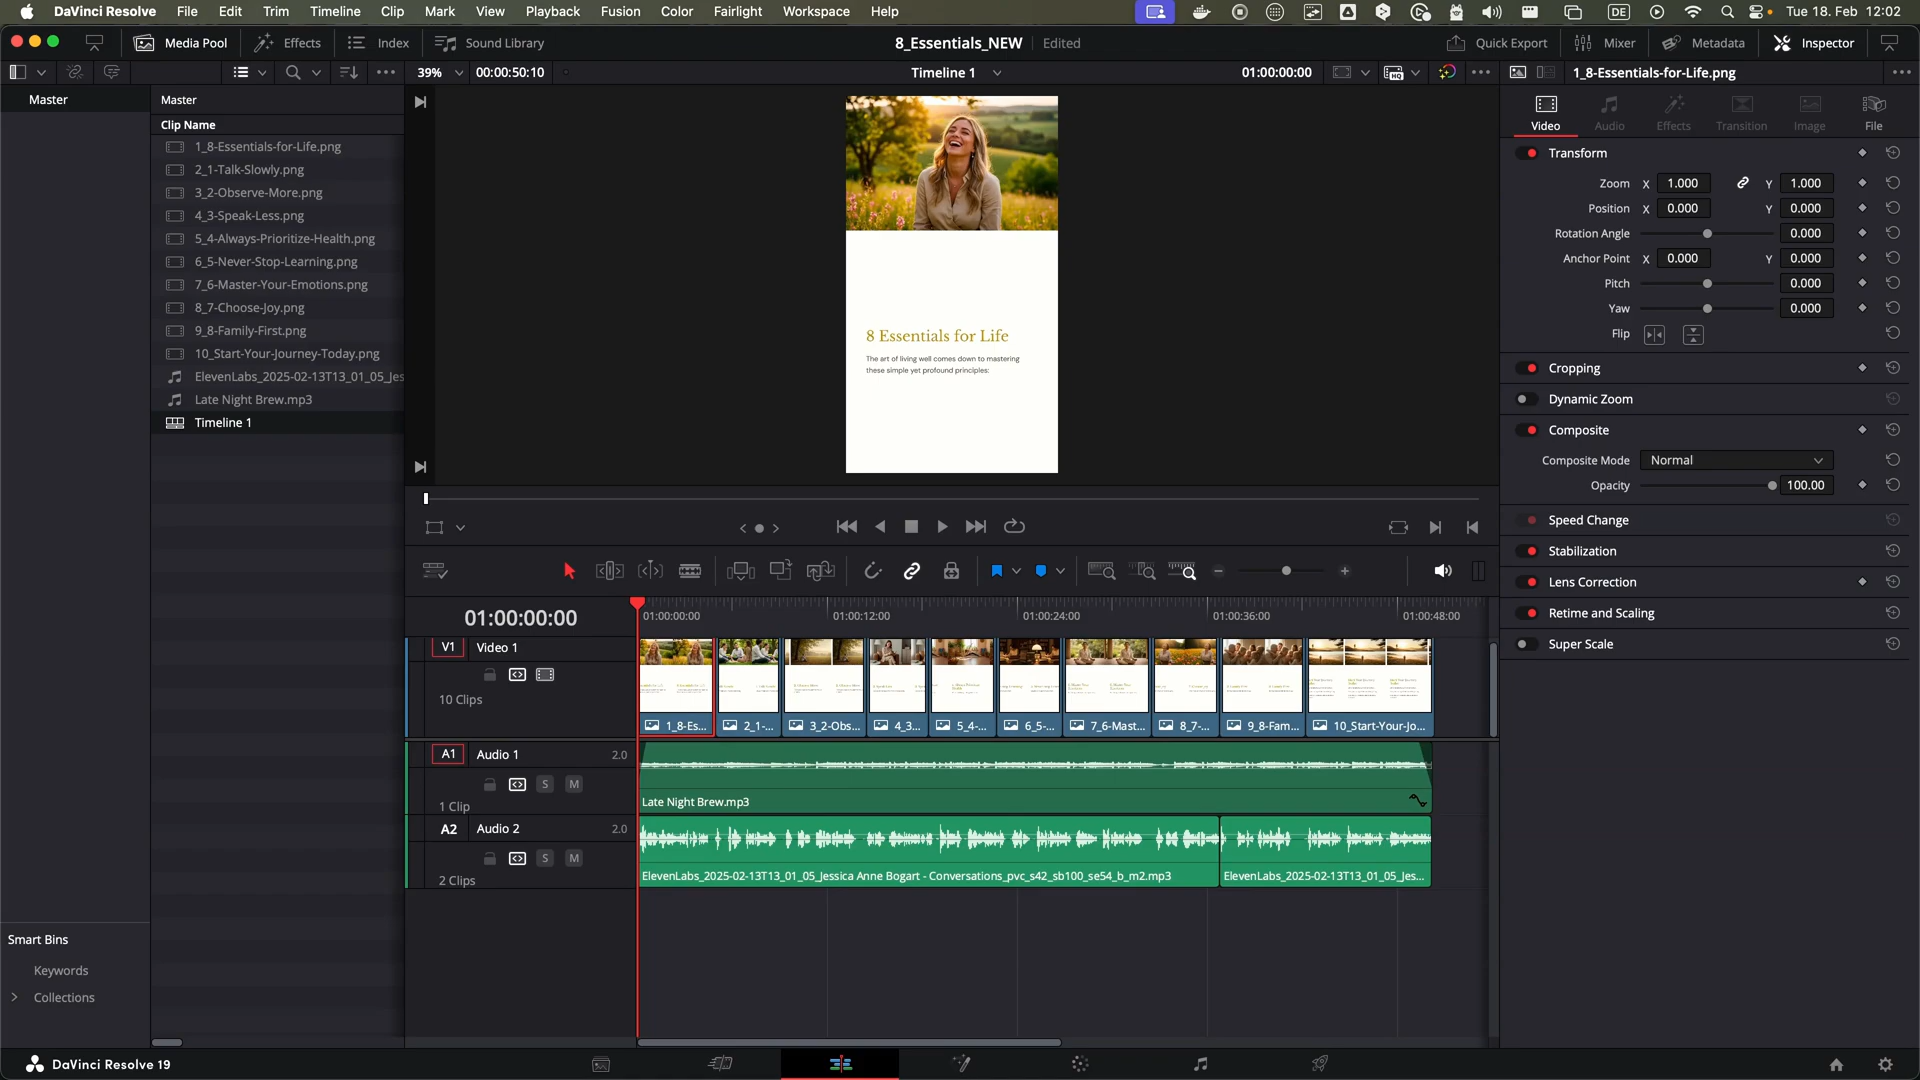 DaVinci Resolve File Edit Trim Timeline Clip Mark View Playback Fusion Color Fairlight Workspace Help DE Tue 18. Feb 12:02
Media Pool Effects Index Sound Library 8_Essentials_NEW Edited Quick Export Mixer Metadata Inspector
39% 00:00:50:10 Timeline 1 01:00:00:00 1_8-Essentials-for-Life.png
Master
Master
Clip Name
1_8-Essentials-for-Life.png
2_1-Talk-Slowly.png
3_2-Observe-More.png
4_3-Speak-Less.png
5_4-Always-Prioritize-Health.png
6_5-Never-Stop-Learning.png
7_6-Master-Your-Emotions.png
8_7-Choose-Joy.png
9_8-Family-First.png
10_Start-Your-Journey-Today.png
ElevenLabs_2025-02-13T13_01_05_Jes
Late Night Brew.mp3
Timeline 1
Smart Bins
Keywords
Collections
8 Essentials for Life
The art of living well comes down to mastering
these simple yet profound principles:
Video Audio Effects Transition Image File
Transform
Zoom X 1.000 Y 1.000
Position X 0.000 Y 0.000
Rotation Angle 0.000
Anchor Point X 0.000 Y 0.000
Pitch 0.000
Yaw 0.000
Flip
Cropping
Dynamic Zoom
Composite
Composite Mode Normal
Opacity 100.00
Speed Change
Stabilization
Lens Correction
Retime and Scaling
Super Scale
01:00:00:00 01:00:00:00 01:00:12:00 01:00:24:00 01:00:36:00 01:00:48:00
V1 Video 1
10 Clips
1_8-Es... 2_1-... 3_2-Obs... 4_3... 5_4-... 6_5-... 7_6-Mast... 8_7-... 9_8-Fam... 10_Start-Your-Jo...
A1 Audio 1 2.0
S M
1 Clip
Late Night Brew.mp3
A2 Audio 2 2.0
S M
2 Clips
ElevenLabs_2025-02-13T13_01_05_Jessica Anne Bogart - Conversations_pvc_s42_sb100_se54_b_m2.mp3 ElevenLabs_2025-02-13T13_01_05_Jes...
DaVinci Resolve 19